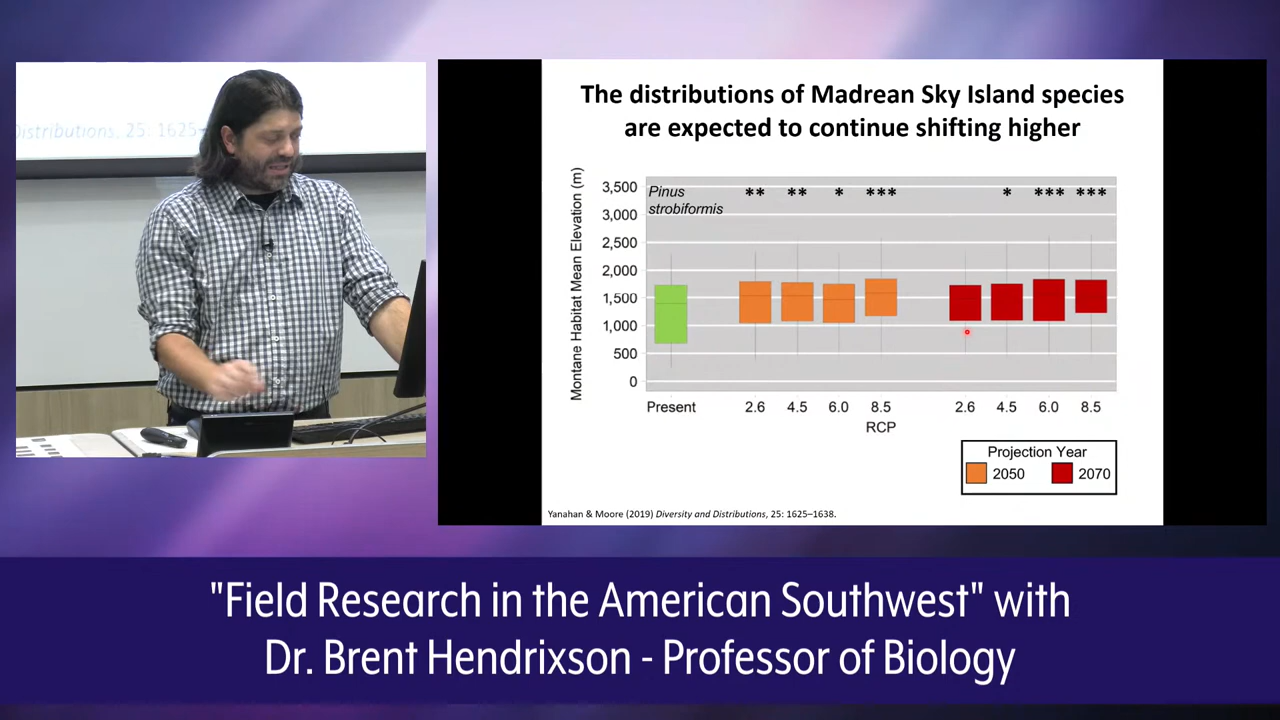 Distributions, 25: 1625–
The distributions of Madrean Sky Island species
are expected to continue shifting higher
Montane Habitat Mean Elevation (m)
3,500
3,000
2,500
2,000
1,500
1,000
500
0
Pinus
strobiformis
** ** * *** * *** ***
Present 2.6 4.5 6.0 8.5 2.6 4.5 6.0 8.5
RCP
Projection Year
2050 2070
Yanahan & Moore (2019) Diversity and Distributions, 25: 1625–1638.
"Field Research in the American Southwest" with
Dr. Brent Hendrixson - Professor of Biology